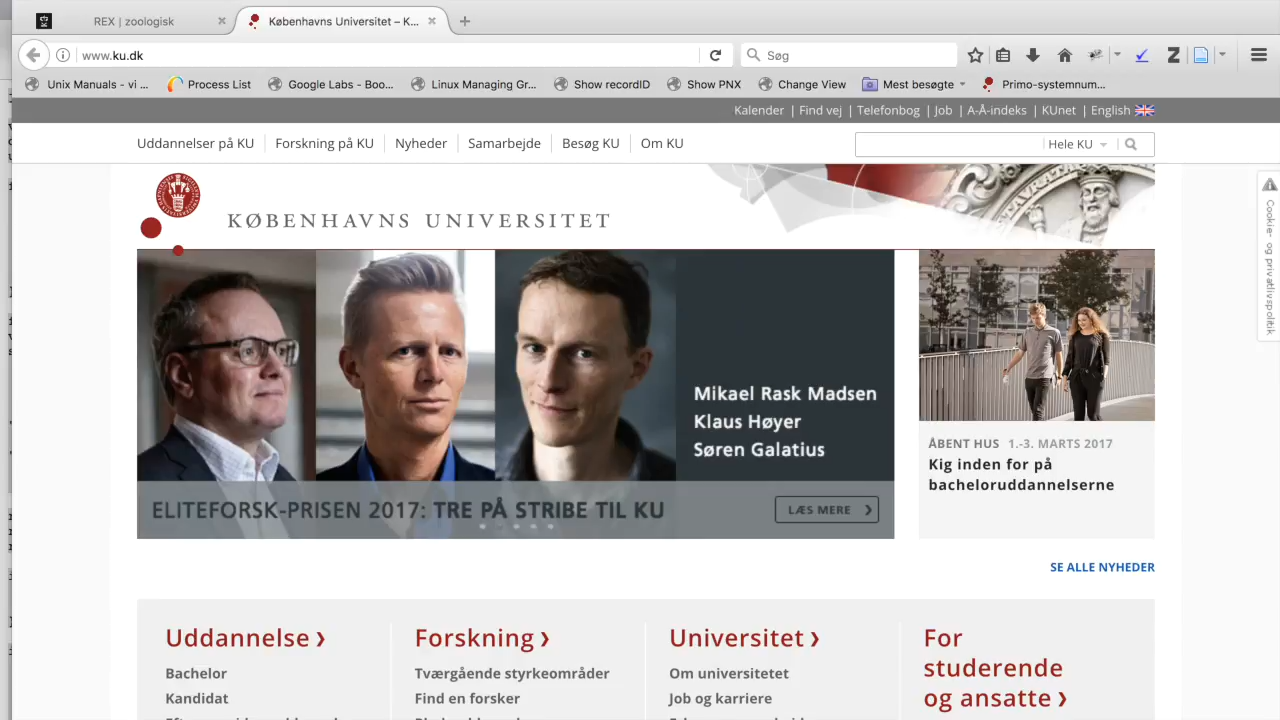 REX | zoologisk
Københavns Universitet – K...
www.ku.dk
Søg
Unix Manuals - vi ...
Process List
Google Labs - Boo...
Linux Managing Gr...
Show recordID
Show PNX
Change View
Mest besøgte
Primo-systemnum...
Kalender | Find vej | Telefonbog | Job | A-Å-indeks | KUnet | English
Uddannelser på KU
Forskning på KU
Nyheder
Samarbejde
Besøg KU
Om KU
Hele KU
KØBENHAVNS UNIVERSITET
Cookie- og privatlivspolitik
Mikael Rask Madsen
Klaus Høyer
Søren Galatius
ELITEFORSK-PRISEN 2017: TRE PÅ STRIBE TIL KU
LÆS MERE
ÅBENT HUS 1.-3. MARTS 2017
Kig inden for på
bacheloruddannelserne
SE ALLE NYHEDER
Uddannelse
Bachelor
Kandidat
Forskning
Tværgående styrkeområder
Find en forsker
Universitet
Om universitetet
Job og karriere
For
studerende
og ansatte